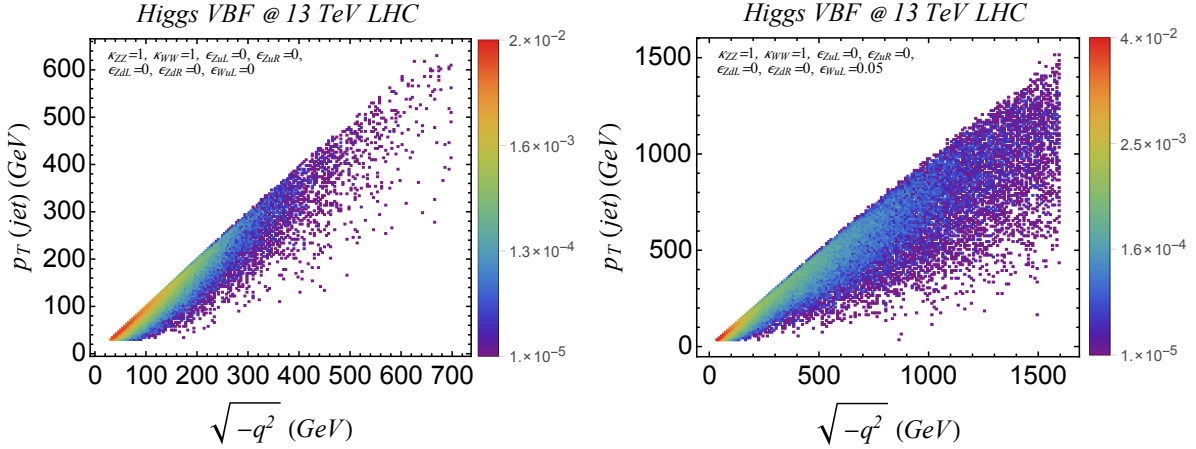 Higgs VBF @ 13 TeV LHC
κZZ=1, κWW=1, ϵZuL=0, ϵZuR=0,
ϵZdL=0, ϵZdR=0, ϵWuL=0
pT (jet) (GeV)
600
500
400
300
200
100
0
0 100 200 300 400 500 600 700
√-q² (GeV)
2.×10⁻²
1.6×10⁻³
1.3×10⁻⁴
1.×10⁻⁵
Higgs VBF @ 13 TeV LHC
κZZ=1, κWW=1, ϵZuL=0, ϵZuR=0,
ϵZdL=0, ϵZdR=0, ϵWuL=0.05
pT (jet) (GeV)
1500
1000
500
0
0 500 1000 1500
√-q² (GeV)
4.×10⁻²
2.5×10⁻³
1.6×10⁻⁴
1.×10⁻⁵